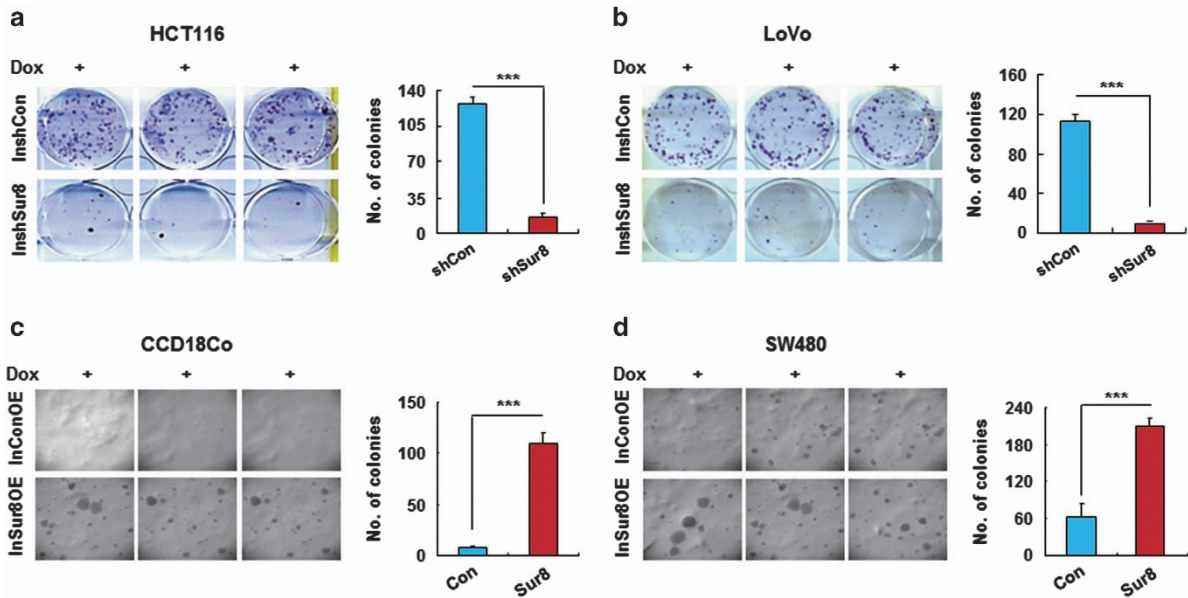 a
HCT116
Dox + + +
InshCon
InshSur8
No. of colonies
140
105
70
35
0
***
shCon
shSur8
b
LoVo
Dox + + +
InshCon
InshSur8
No. of colonies
160
120
80
40
0
***
shCon
shSur8
c
CCD18Co
Dox + + +
InConOE
InSur8OE
No. of colonies
150
100
50
0
***
Con
Sur8
d
SW480
Dox + + +
InConOE
InSur8OE
No. of colonies
240
180
120
60
0
***
Con
Sur8